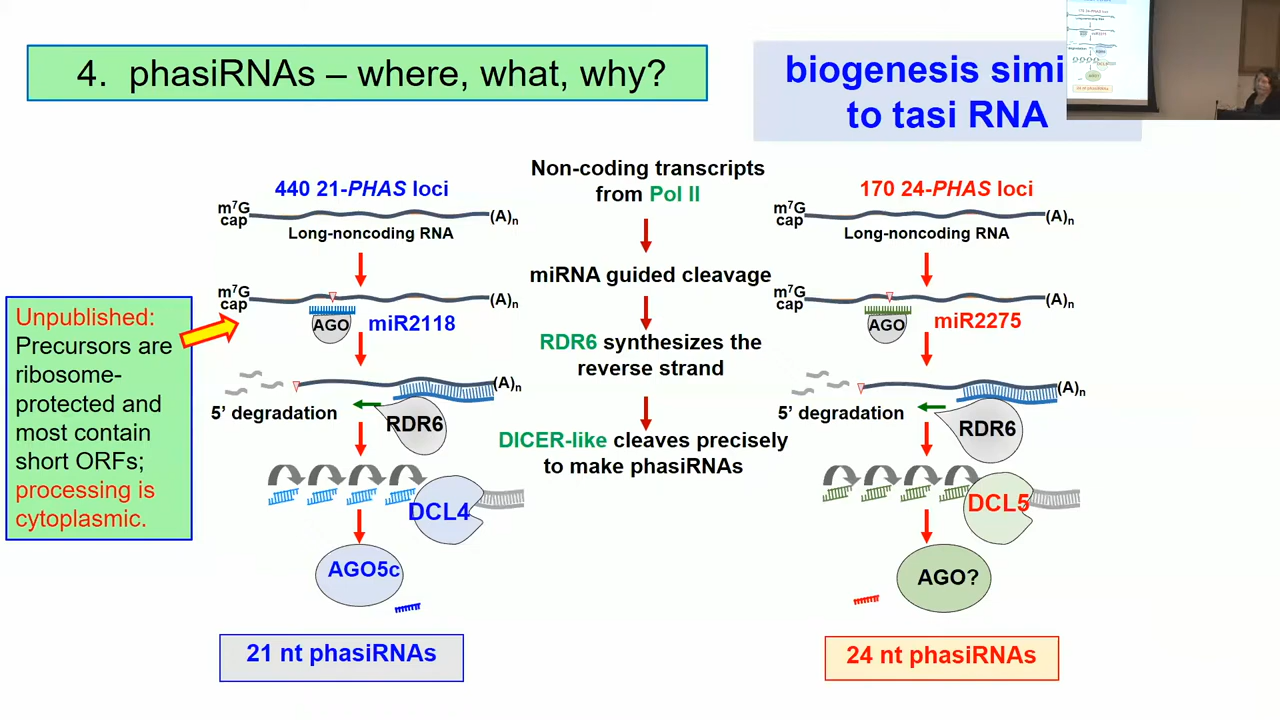 4. phasiRNAs – where, what, why?
biogenesis simi
to tasi RNA
440 21-PHAS loci
m⁷G
cap
(A)n
Long-noncoding RNA
m⁷G
cap
(A)n
AGO
miR2118
(A)n
5' degradation
RDR6
DCL4
AGO5c
21 nt phasiRNAs
Unpublished:
Precursors are
ribosome-
protected and
most contain
short ORFs;
processing is
cytoplasmic.
Non-coding transcripts
from Pol II
miRNA guided cleavage
RDR6 synthesizes the
reverse strand
DICER-like cleaves precisely
to make phasiRNAs
170 24-PHAS loci
m⁷G
cap
(A)n
Long-noncoding RNA
m⁷G
cap
(A)n
AGO
miR2275
(A)n
5' degradation
RDR6
DCL5
AGO?
24 nt phasiRNAs
170 24-PHAS loci